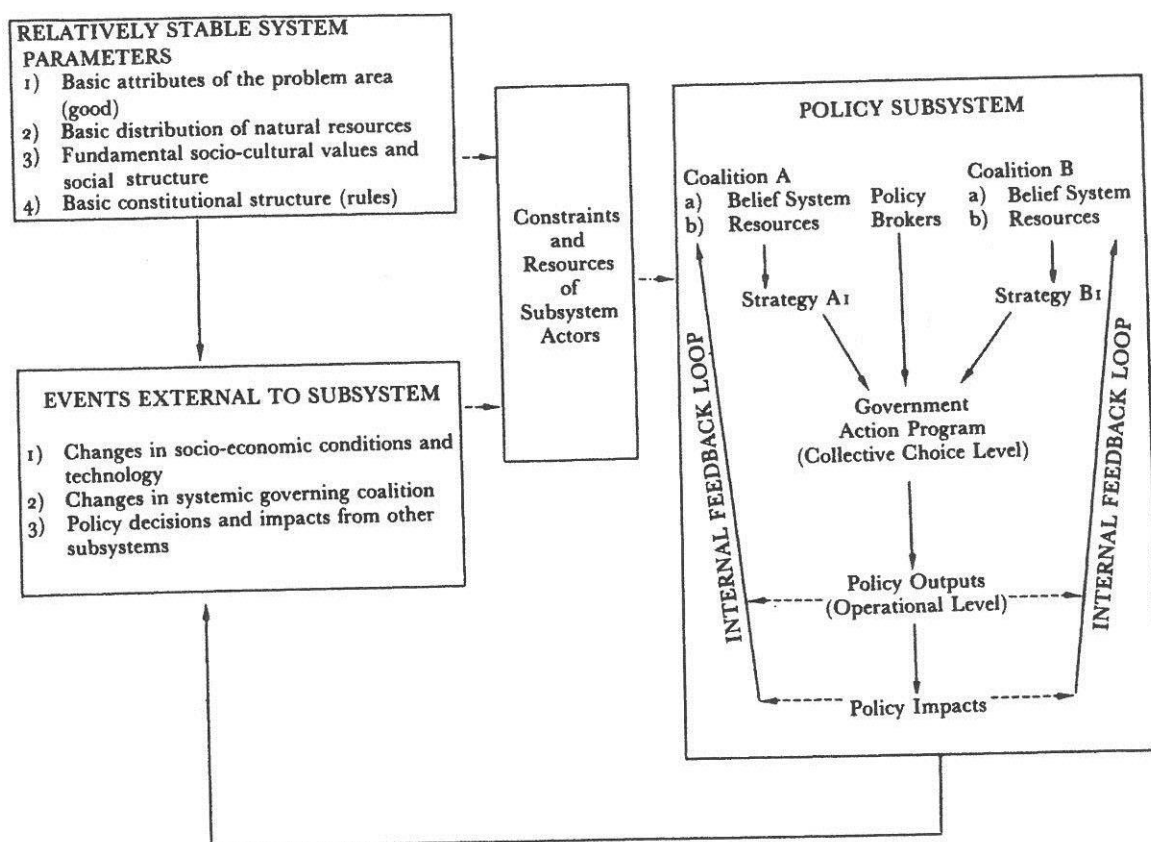 RELATIVELY STABLE SYSTEM
PARAMETERS
1) Basic attributes of the problem area
(good)
2) Basic distribution of natural resources
3) Fundamental socio-cultural values and
social structure
4) Basic constitutional structure (rules)
EVENTS EXTERNAL TO SUBSYSTEM
1) Changes in socio-economic conditions and
technology
2) Changes in systemic governing coalition
3) Policy decisions and impacts from other
subsystems
Constraints
and
Resources
of
Subsystem
Actors
POLICY SUBSYSTEM
Coalition A
a) Belief System
b) Resources
Policy
Brokers
Coalition B
a) Belief System
b) Resources
Strategy A1
Strategy B1
Government
Action Program
(Collective Choice Level)
Policy Outputs
(Operational Level)
Policy Impacts
INTERNAL FEEDBACK LOOP
INTERNAL FEEDBACK LOOP